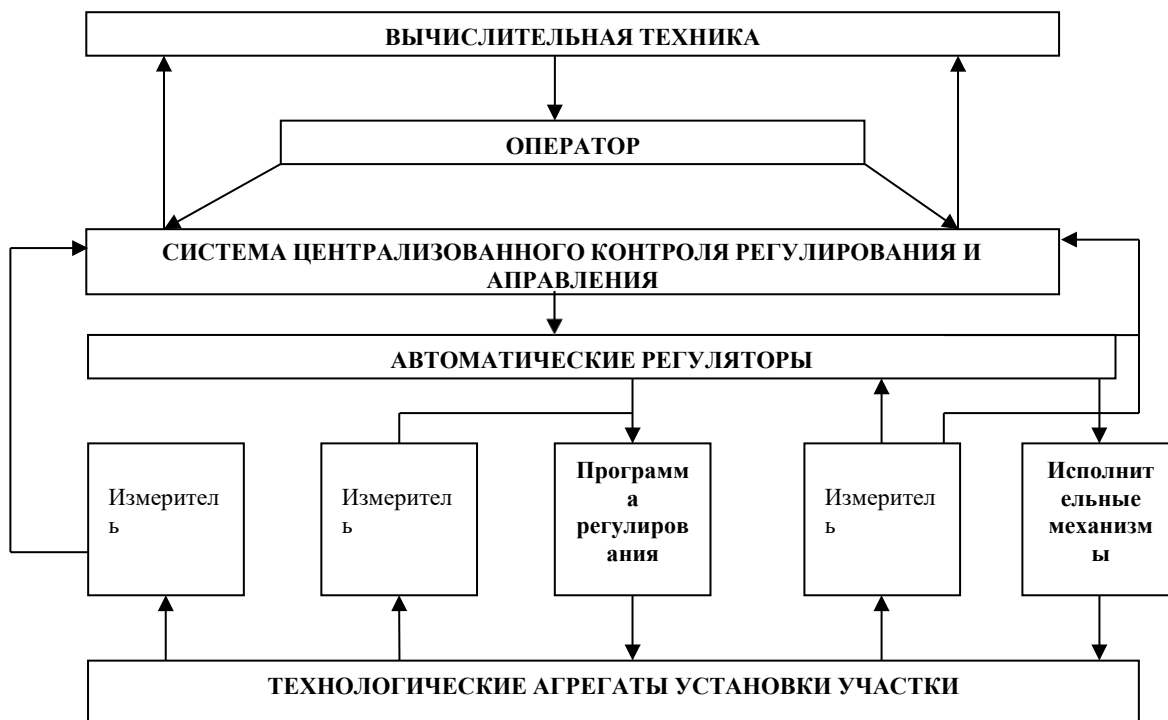 ВЫЧИСЛИТЕЛЬНАЯ ТЕХНИКА
ОПЕРАТОР
СИСТЕМА ЦЕНТРАЛИЗОВАННОГО КОНТРОЛЯ РЕГУЛИРОВАНИЯ И
АПРАВЛЕНИЯ
АВТОМАТИЧЕСКИЕ РЕГУЛЯТОРЫ
Измерител
ь
Измерител
ь
Программ
а
регулиров
ания
Измерител
ь
Исполнит
ельные
механизм
ы
ТЕХНОЛОГИЧЕСКИЕ АГРЕГАТЫ УСТАНОВКИ УЧАСТКИ